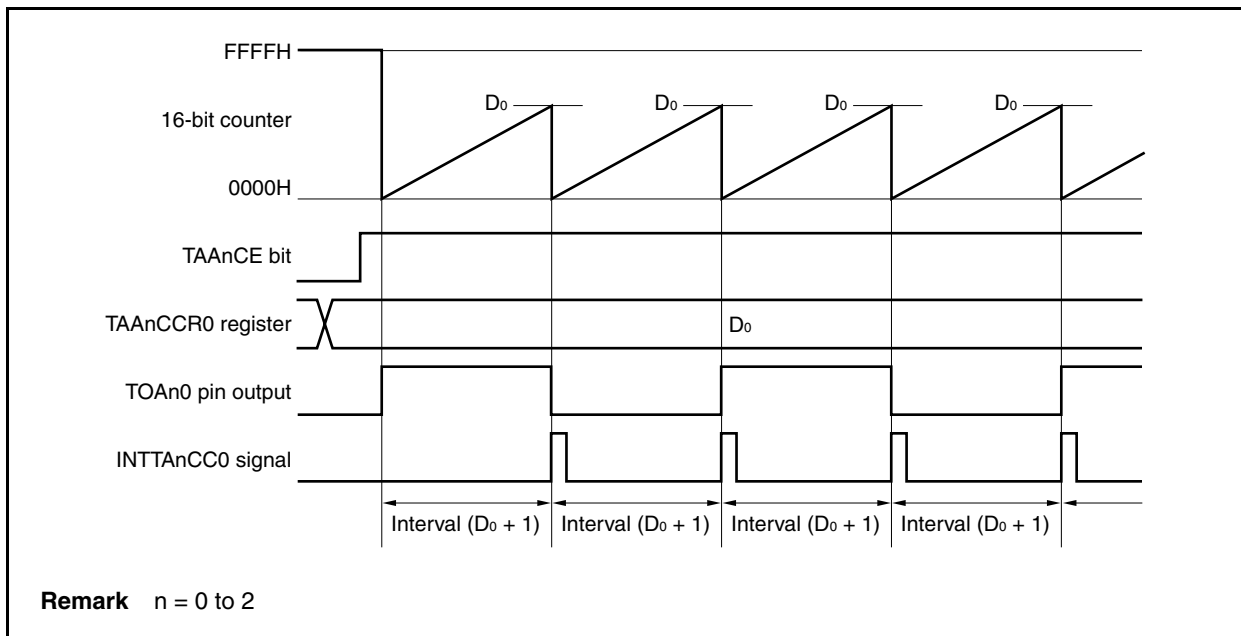 FFFFH
D0 D0 D0 D0
16-bit counter
0000H
TAAnCE bit
TAAnCCR0 register D0
TOAn0 pin output
INTTAnCC0 signal
Interval (D0 + 1) Interval (D0 + 1) Interval (D0 + 1) Interval (D0 + 1)
Remark n = 0 to 2